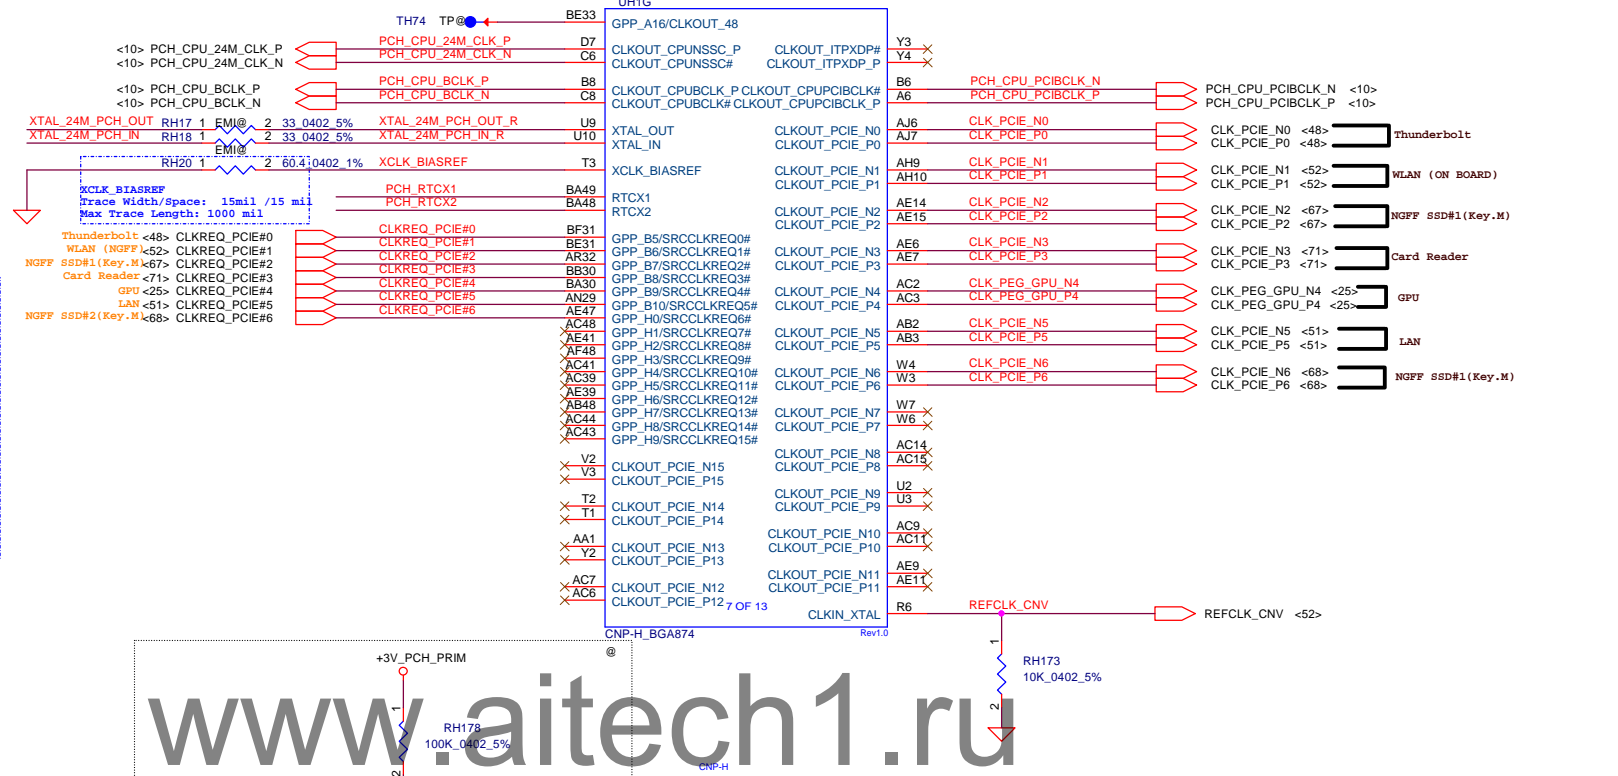 UH1G
TH74 TP@ BE33 GPP_A16/CLKOUT_48
<10> PCH_CPU_24M_CLK_P PCH_CPU_24M_CLK_P D7 CLKOUT_CPUNSSC_P CLKOUT_ITPXDP# Y3
<10> PCH_CPU_24M_CLK_N PCH_CPU_24M_CLK_N C6 CLKOUT_CPUNSSC# CLKOUT_ITPXDP_P Y4
<10> PCH_CPU_BCLK_P PCH_CPU_BCLK_P B8 CLKOUT_CPUBCLK_P CLKOUT_CPUPCIBCLK# B6 PCH_CPU_PCIBCLK_N PCH_CPU_PCIBCLK_N <10>
<10> PCH_CPU_BCLK_N PCH_CPU_BCLK_N C8 CLKOUT_CPUBCLK# CLKOUT_CPUPCIBCLK_P A6 PCH_CPU_PCIBCLK_P PCH_CPU_PCIBCLK_P <10>
XTAL_24M_PCH_OUT RH17 1 EMI@ 2 33_0402_5% XTAL_24M_PCH_OUT_R U9 XTAL_OUT CLKOUT_PCIE_N0 AJ6 CLK_PCIE_N0 CLK_PCIE_N0 <48>
XTAL_24M_PCH_IN RH18 1 2 33_0402_5% XTAL_24M_PCH_IN_R U10 XTAL_IN CLKOUT_PCIE_P0 AJ7 CLK_PCIE_P0 CLK_PCIE_P0 <48> Thunderbolt
EMI@
RH20 1 2 60.4_0402_1% XCLK_BIASREF T3 XCLK_BIASREF CLKOUT_PCIE_N1 AH9 CLK_PCIE_N1 CLK_PCIE_N1 <52>
CLKOUT_PCIE_P1 AH10 CLK_PCIE_P1 CLK_PCIE_P1 <52> WLAN (ON BOARD)
XCLK_BIASREF PCH_RTCX1 BA49 RTCX1
Trace Width/Space: 15mil /15 mil PCH_RTCX2 BA48 RTCX2 CLKOUT_PCIE_N2 AE14 CLK_PCIE_N2 CLK_PCIE_N2 <67>
Max Trace Length: 1000 mil CLKOUT_PCIE_P2 AE15 CLK_PCIE_P2 CLK_PCIE_P2 <67> NGFF SSD#1(Key.M)
Thunderbolt <48> CLKREQ_PCIE#0 CLKREQ_PCIE#0 BF31 GPP_B5/SRCCLKREQ0#
WLAN (NGFF) <52> CLKREQ_PCIE#1 CLKREQ_PCIE#1 BE31 GPP_B6/SRCCLKREQ1# CLKOUT_PCIE_N3 AE6 CLK_PCIE_N3 CLK_PCIE_N3 <71>
NGFF SSD#1(Key.M) <67> CLKREQ_PCIE#2 CLKREQ_PCIE#2 AR32 GPP_B7/SRCCLKREQ2# CLKOUT_PCIE_P3 AE7 CLK_PCIE_P3 CLK_PCIE_P3 <71> Card Reader
Card Reader <71> CLKREQ_PCIE#3 CLKREQ_PCIE#3 BB30 GPP_B8/SRCCLKREQ3#
GPU <25> CLKREQ_PCIE#4 CLKREQ_PCIE#4 BA30 GPP_B9/SRCCLKREQ4# CLKOUT_PCIE_N4 AC2 CLK_PEG_GPU_N4 CLK_PEG_GPU_N4 <25>
LAN <51> CLKREQ_PCIE#5 CLKREQ_PCIE#5 AN29 GPP_B10/SRCCLKREQ5# CLKOUT_PCIE_P4 AC3 CLK_PEG_GPU_P4 CLK_PEG_GPU_P4 <25> GPU
NGFF SSD#2(Key.M) <68> CLKREQ_PCIE#6 CLKREQ_PCIE#6 AE47 GPP_H0/SRCCLKREQ6#
AC48 GPP_H1/SRCCLKREQ7# CLKOUT_PCIE_N5 AB2 CLK_PCIE_N5 CLK_PCIE_N5 <51>
AE41 GPP_H2/SRCCLKREQ8# CLKOUT_PCIE_P5 AB3 CLK_PCIE_P5 CLK_PCIE_P5 <51> LAN
AF48 GPP_H3/SRCCLKREQ9#
AC41 GPP_H4/SRCCLKREQ10# CLKOUT_PCIE_N6 W4 CLK_PCIE_N6 CLK_PCIE_N6 <68>
AC39 GPP_H5/SRCCLKREQ11# CLKOUT_PCIE_P6 W3 CLK_PCIE_P6 CLK_PCIE_P6 <68> NGFF SSD#1(Key.M)
AE39 GPP_H6/SRCCLKREQ12#
AB48 GPP_H7/SRCCLKREQ13# CLKOUT_PCIE_N7 W7
AC44 GPP_H8/SRCCLKREQ14# CLKOUT_PCIE_P7 W6
AC43 GPP_H9/SRCCLKREQ15#
CLKOUT_PCIE_N8 AC14
V2 CLKOUT_PCIE_N15 CLKOUT_PCIE_P8 AC15
V3 CLKOUT_PCIE_P15
CLKOUT_PCIE_N9 U2
T2 CLKOUT_PCIE_N14 CLKOUT_PCIE_P9 U3
T1 CLKOUT_PCIE_P14
CLKOUT_PCIE_N10 AC9
AA1 CLKOUT_PCIE_N13 CLKOUT_PCIE_P10 AC11
Y2 CLKOUT_PCIE_P13
CLKOUT_PCIE_N11 AE9
AC7 CLKOUT_PCIE_N12 CLKOUT_PCIE_P11 AE11
AC6 CLKOUT_PCIE_P12 7 OF 13
CLKIN_XTAL R6 REFCLK_CNV REFCLK_CNV <52>
CNP-H_BGA874 Rev1.0
@
+3V_PCH_PRIM
1 RH173
10K_0402_5%
2
1 RH178
100K_0402_5%
2
www.aitech1.ru
CNP-H